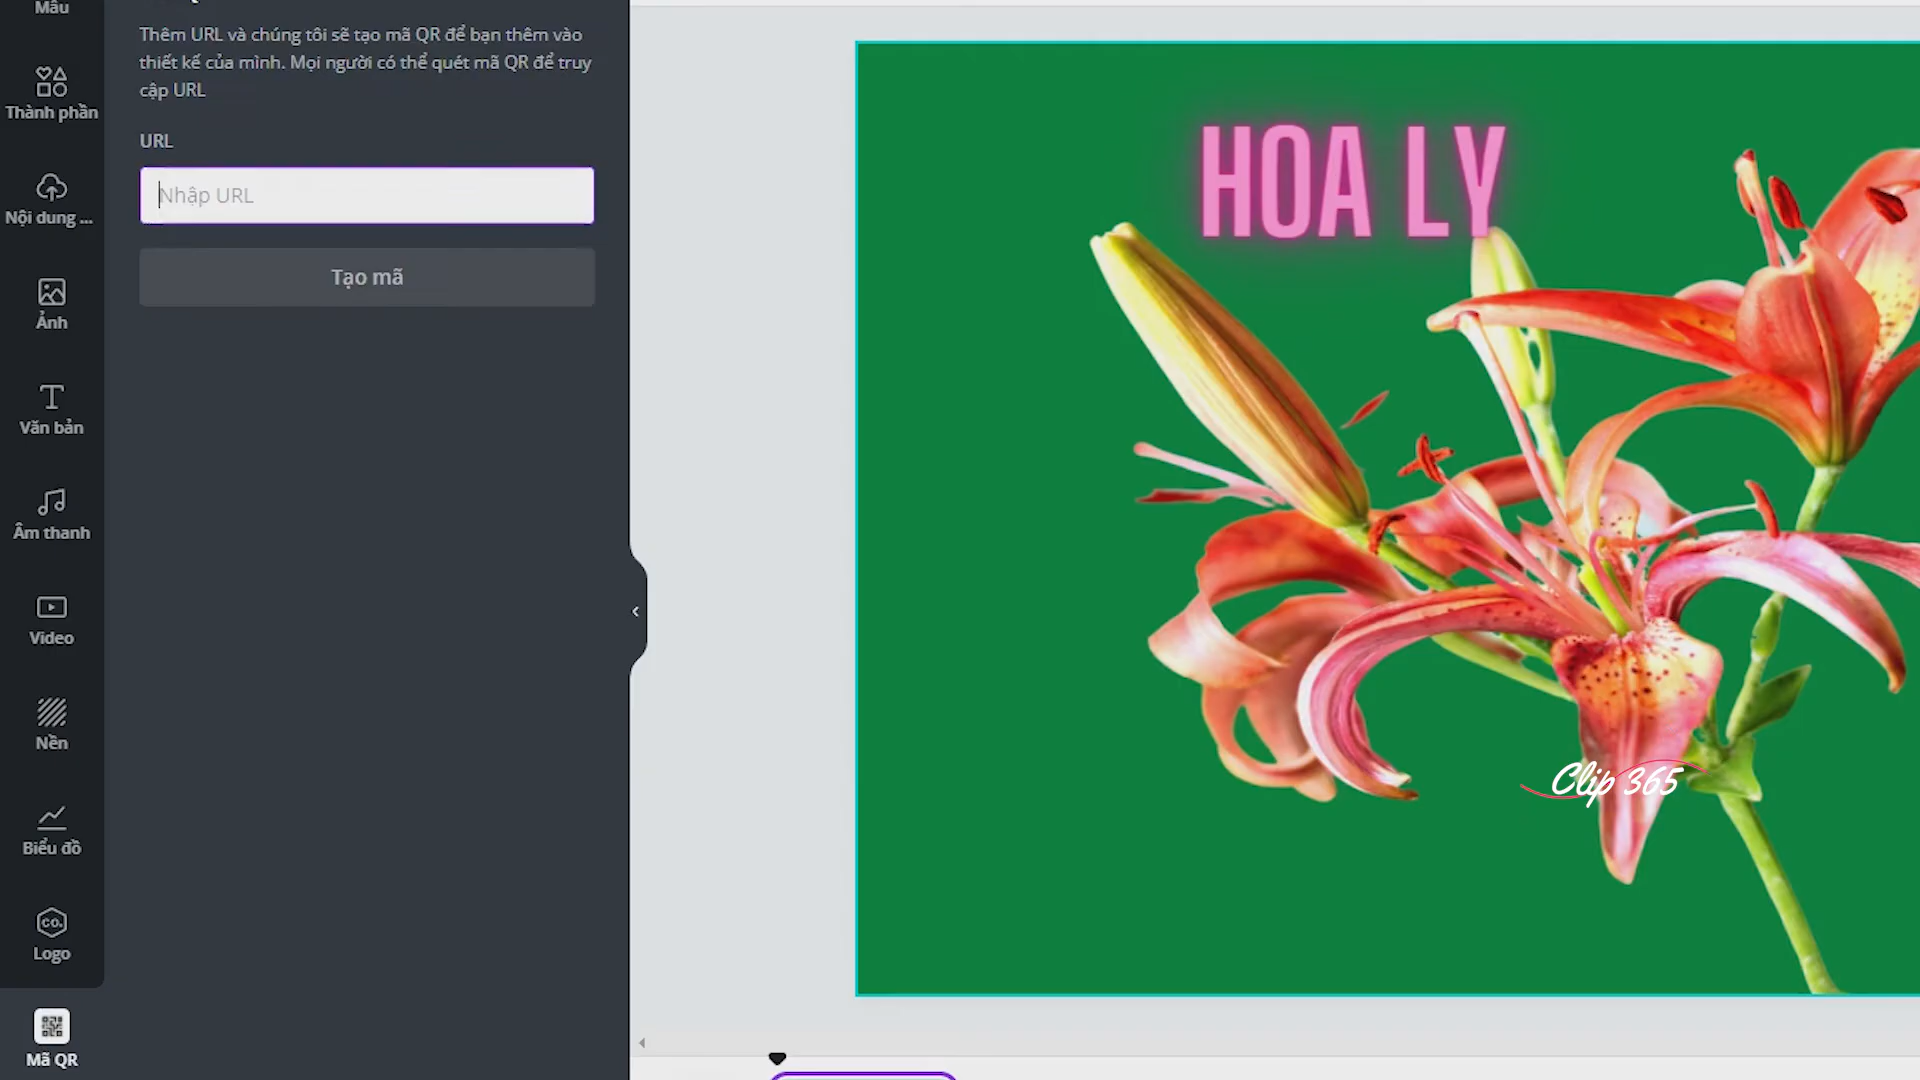 Mẫu
Thành phần
Nội dung ...
Ảnh
Văn bản
Âm thanh
Video
Nền
Biểu đồ
CO.
Logo
Mã QR
Thêm URL và chúng tôi sẽ tạo mã QR để bạn thêm vào
thiết kế của mình. Mọi người có thể quét mã QR để truy
cập URL
URL
Nhập URL
Tạo mã
HOA LY
Clip 365